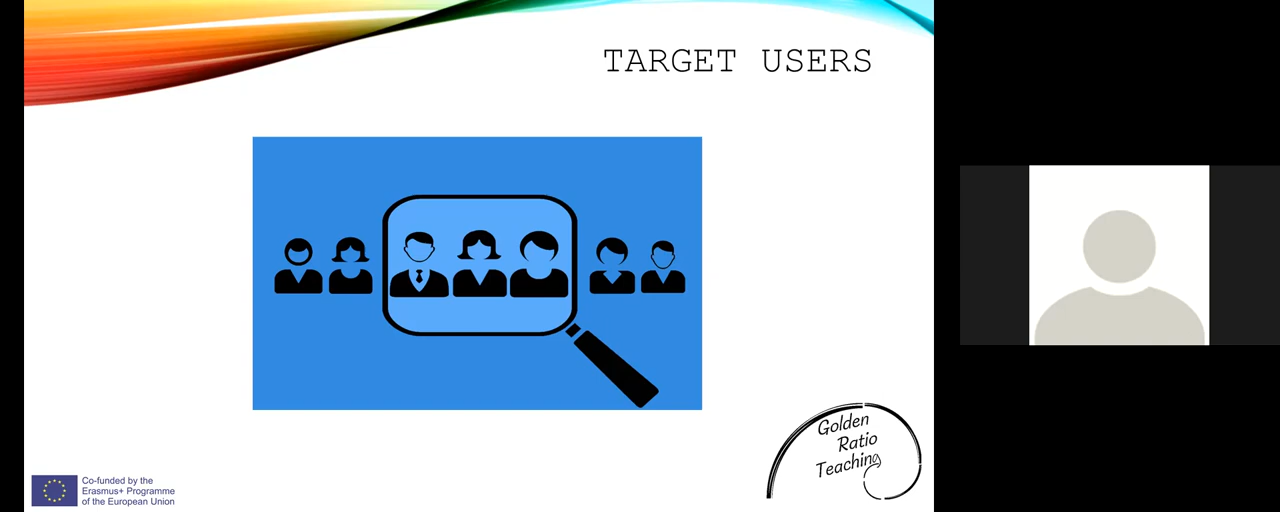 TARGET USERS
Golden
Ratio
Teaching
Co-funded by the
Erasmus+ Programme
of the European Union